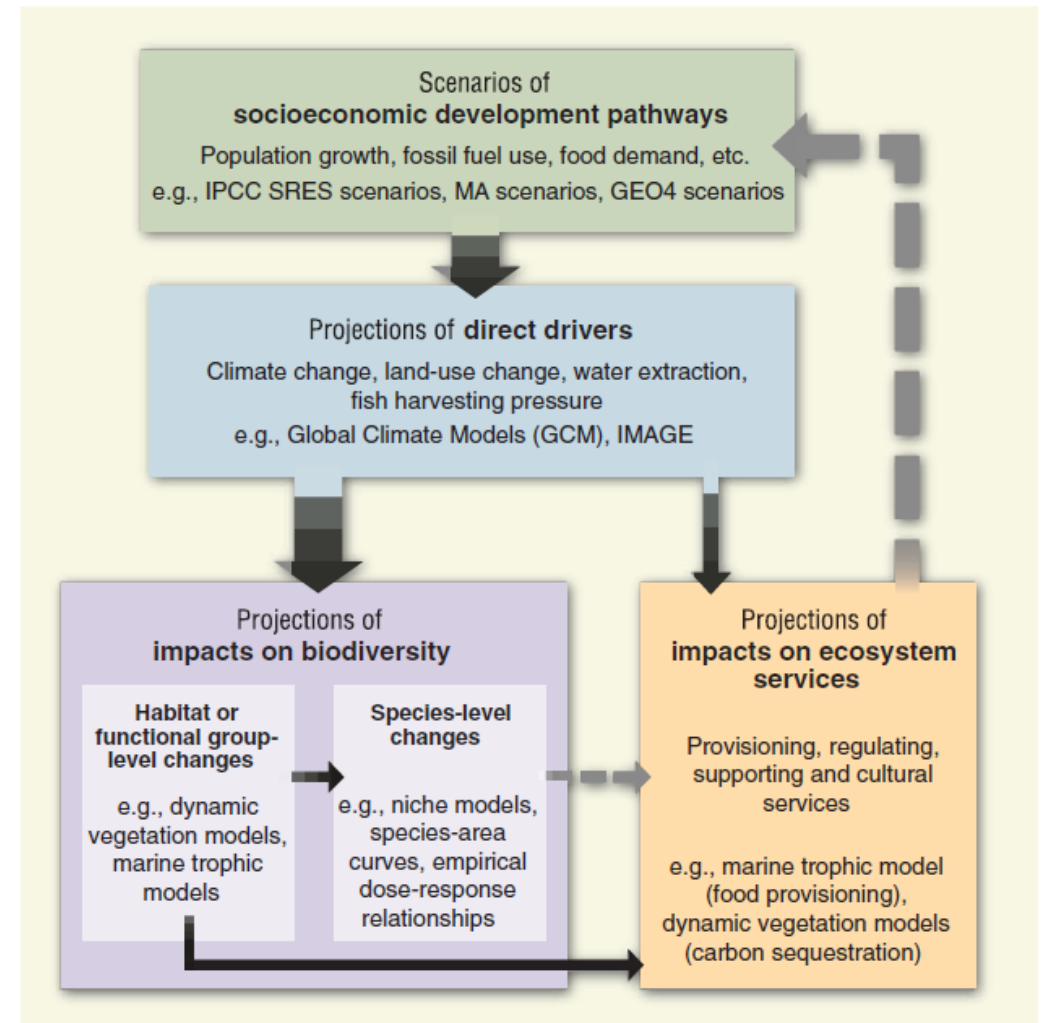 Scenarios of
socioeconomic development pathways
Population growth, fossil fuel use, food demand, etc.
e.g., IPCC SRES scenarios, MA scenarios, GEO4 scenarios
Projections of direct drivers
Climate change, land-use change, water extraction,
fish harvesting pressure
e.g., Global Climate Models (GCM), IMAGE
Projections of
impacts on biodiversity
Habitat or
functional group-
level changes
e.g., dynamic
vegetation models,
marine trophic
models
Species-level
changes
e.g., niche models,
species-area
curves, empirical
dose-response
relationships
Projections of
impacts on ecosystem
services
Provisioning, regulating,
supporting and cultural
services
e.g., marine trophic model
(food provisioning),
dynamic vegetation models
(carbon sequestration)